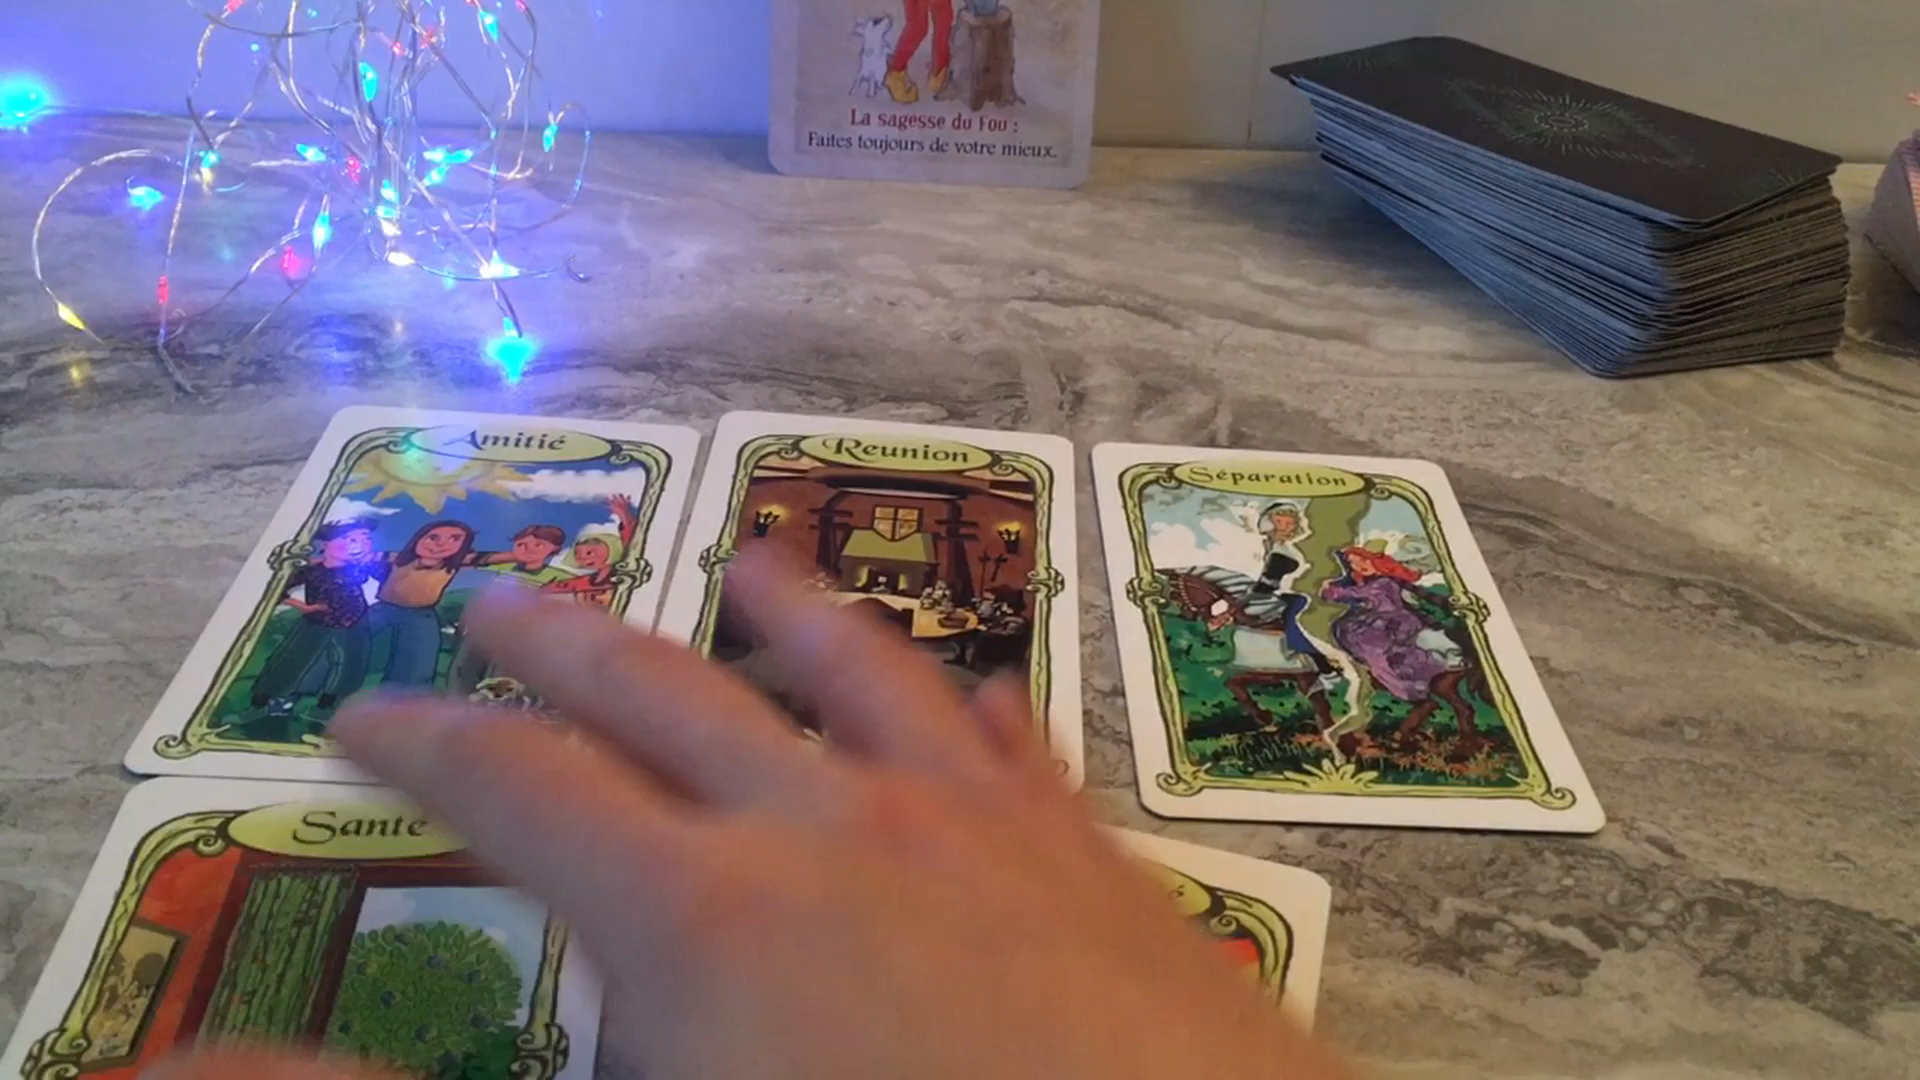 La sagesse du Fou :
Faites toujours de votre mieux.
Amitié
Reunion
Séparation
Sante